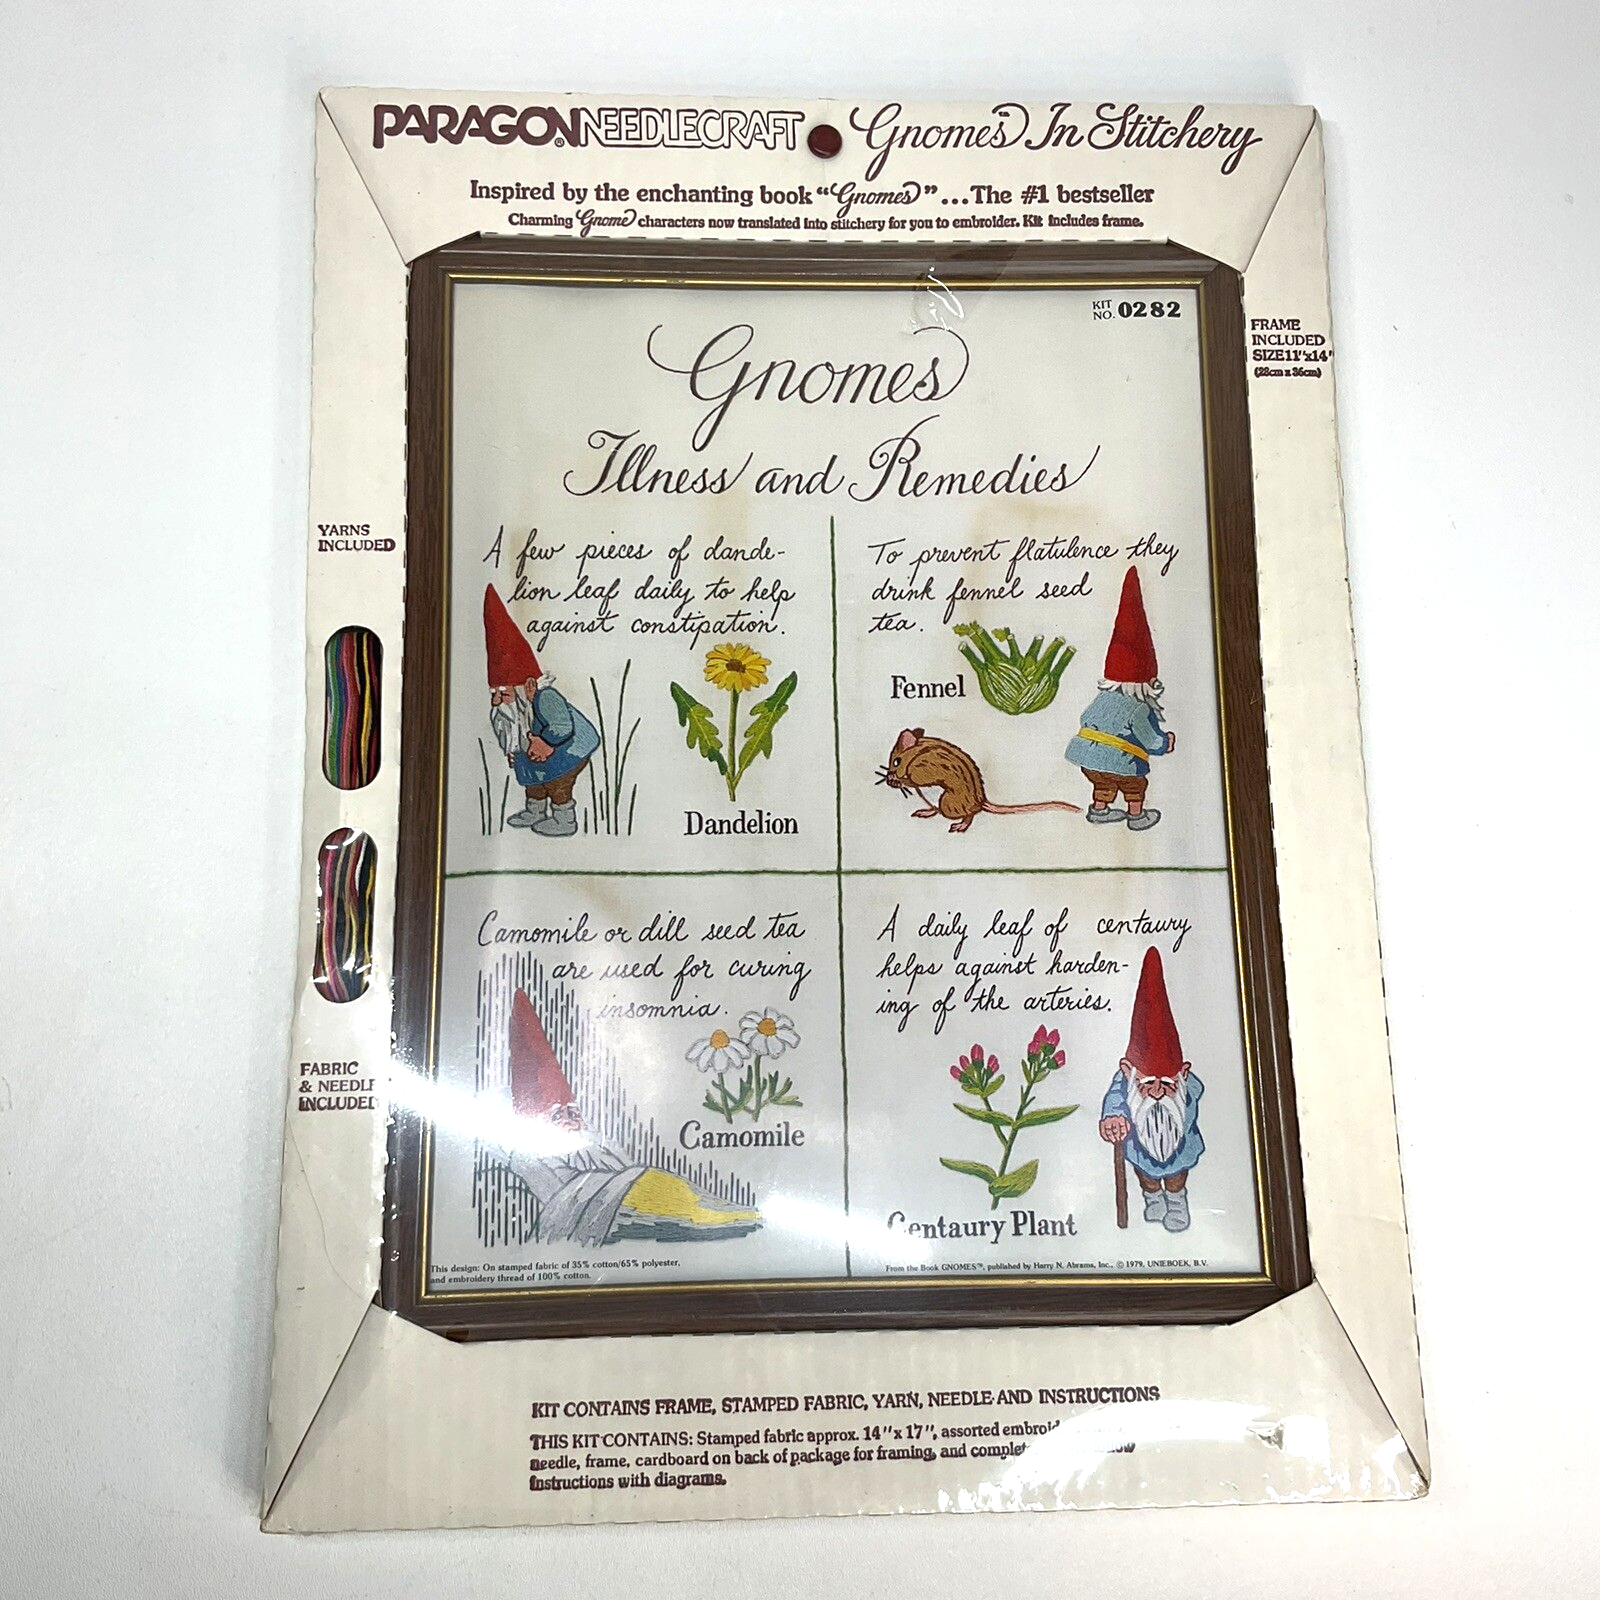 PARAGON® NEEDLECRAFT Gnomes™ In Stitchery
Inspired by the enchanting book “Gnomes”...The #1 bestseller
Charming Gnome characters now translated into stitchery for you to embroider. Kit includes frame.
KIT
NO. 0282
FRAME
INCLUDED
SIZE 11"x14"
(28cm x 36cm)
Gnomes
Illness and Remedies
YARNS
INCLUDED
A few pieces of dande-
lion leaf daily to help
against constipation.
Dandelion
To prevent flatulence they
drink fennel seed
tea.
Fennel
Camomile or dill seed tea
are used for curing
insomnia.
Camomile
A daily leaf of centaury
helps against harden-
ing of the arteries.
Centaury Plant
FABRIC
& NEEDLE
INCLUDED
This design: On stamped fabric of 35% cotton/65% polyester,
and embroidery thread of 100% cotton.
From the Book GNOMES™, published by Harry N. Abrams, Inc., © 1979, UNIEBOEK, B.V.
KIT CONTAINS FRAME, STAMPED FABRIC, YARN, NEEDLE AND INSTRUCTIONS
THIS KIT CONTAINS: Stamped fabric approx. 14" x 17", assorted
needle, frame, cardboard on back of package for framing, and
instructions with diagrams.